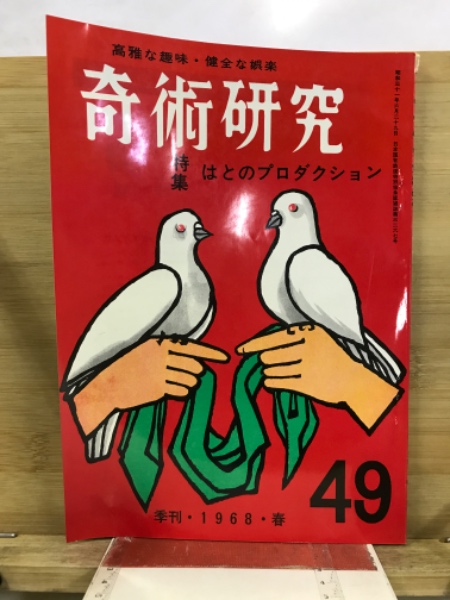 高雅な趣味・健全な娯楽
奇術研究
特集
はとのプロダクション
49
季刊・1968・春